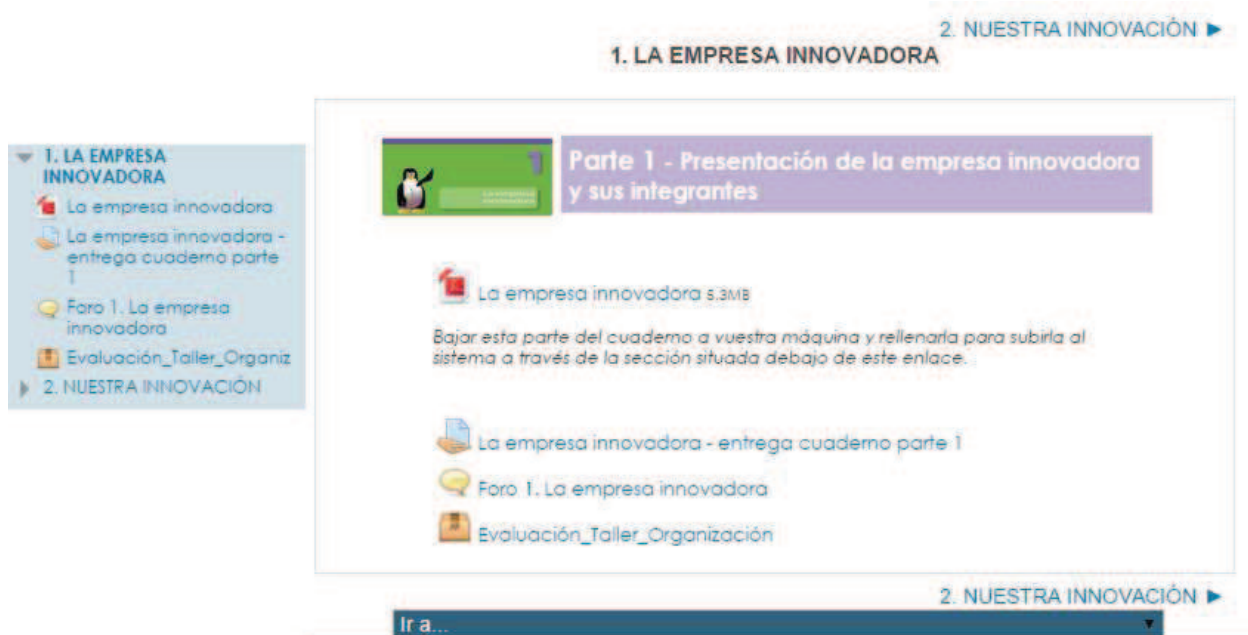 2. NUESTRA INNOVACIÓN ►
1. LA EMPRESA INNOVADORA
1. LA EMPRESA
INNOVADORA
La empresa innovadora
La empresa innovadora -
entrega cuaderno parte
1
Foro 1. La empresa
innovadora
Evaluación_Taller_Organiz
2. NUESTRA INNOVACIÓN
1
Parte 1 - Presentación de la empresa innovadora
y sus integrantes
La empresa innovadora 5.3MB
Bajar esta parte del cuaderno a vuestra máquina y rellenarla para subirla al
sistema a través de la sección situada debajo de este enlace.
La empresa innovadora - entrega cuaderno parte 1
Foro 1. La empresa innovadora
Evaluación_Taller_Organización
2. NUESTRA INNOVACIÓN ►
Ir a...